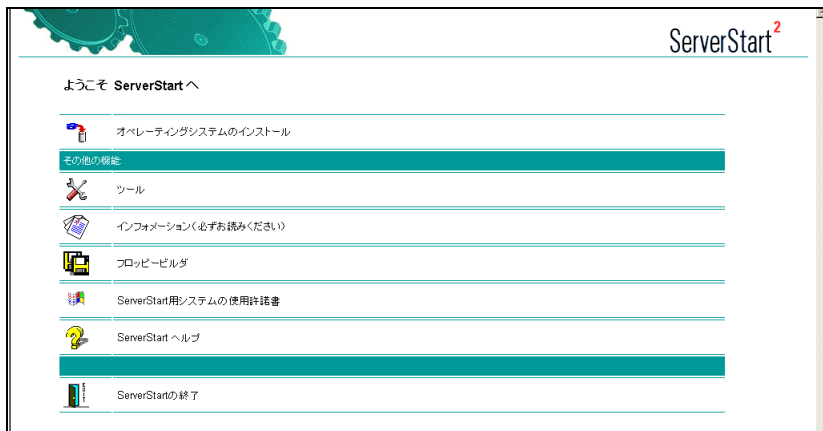 ServerStart2
ようこそ ServerStart へ
オペレーティングシステムのインストール
その他の機能
ツール
インフォメーション(必ずお読みください)
フロッピービルダ
ServerStart用システムの使用許諾書
ServerStart ヘルプ
ServerStartの終了